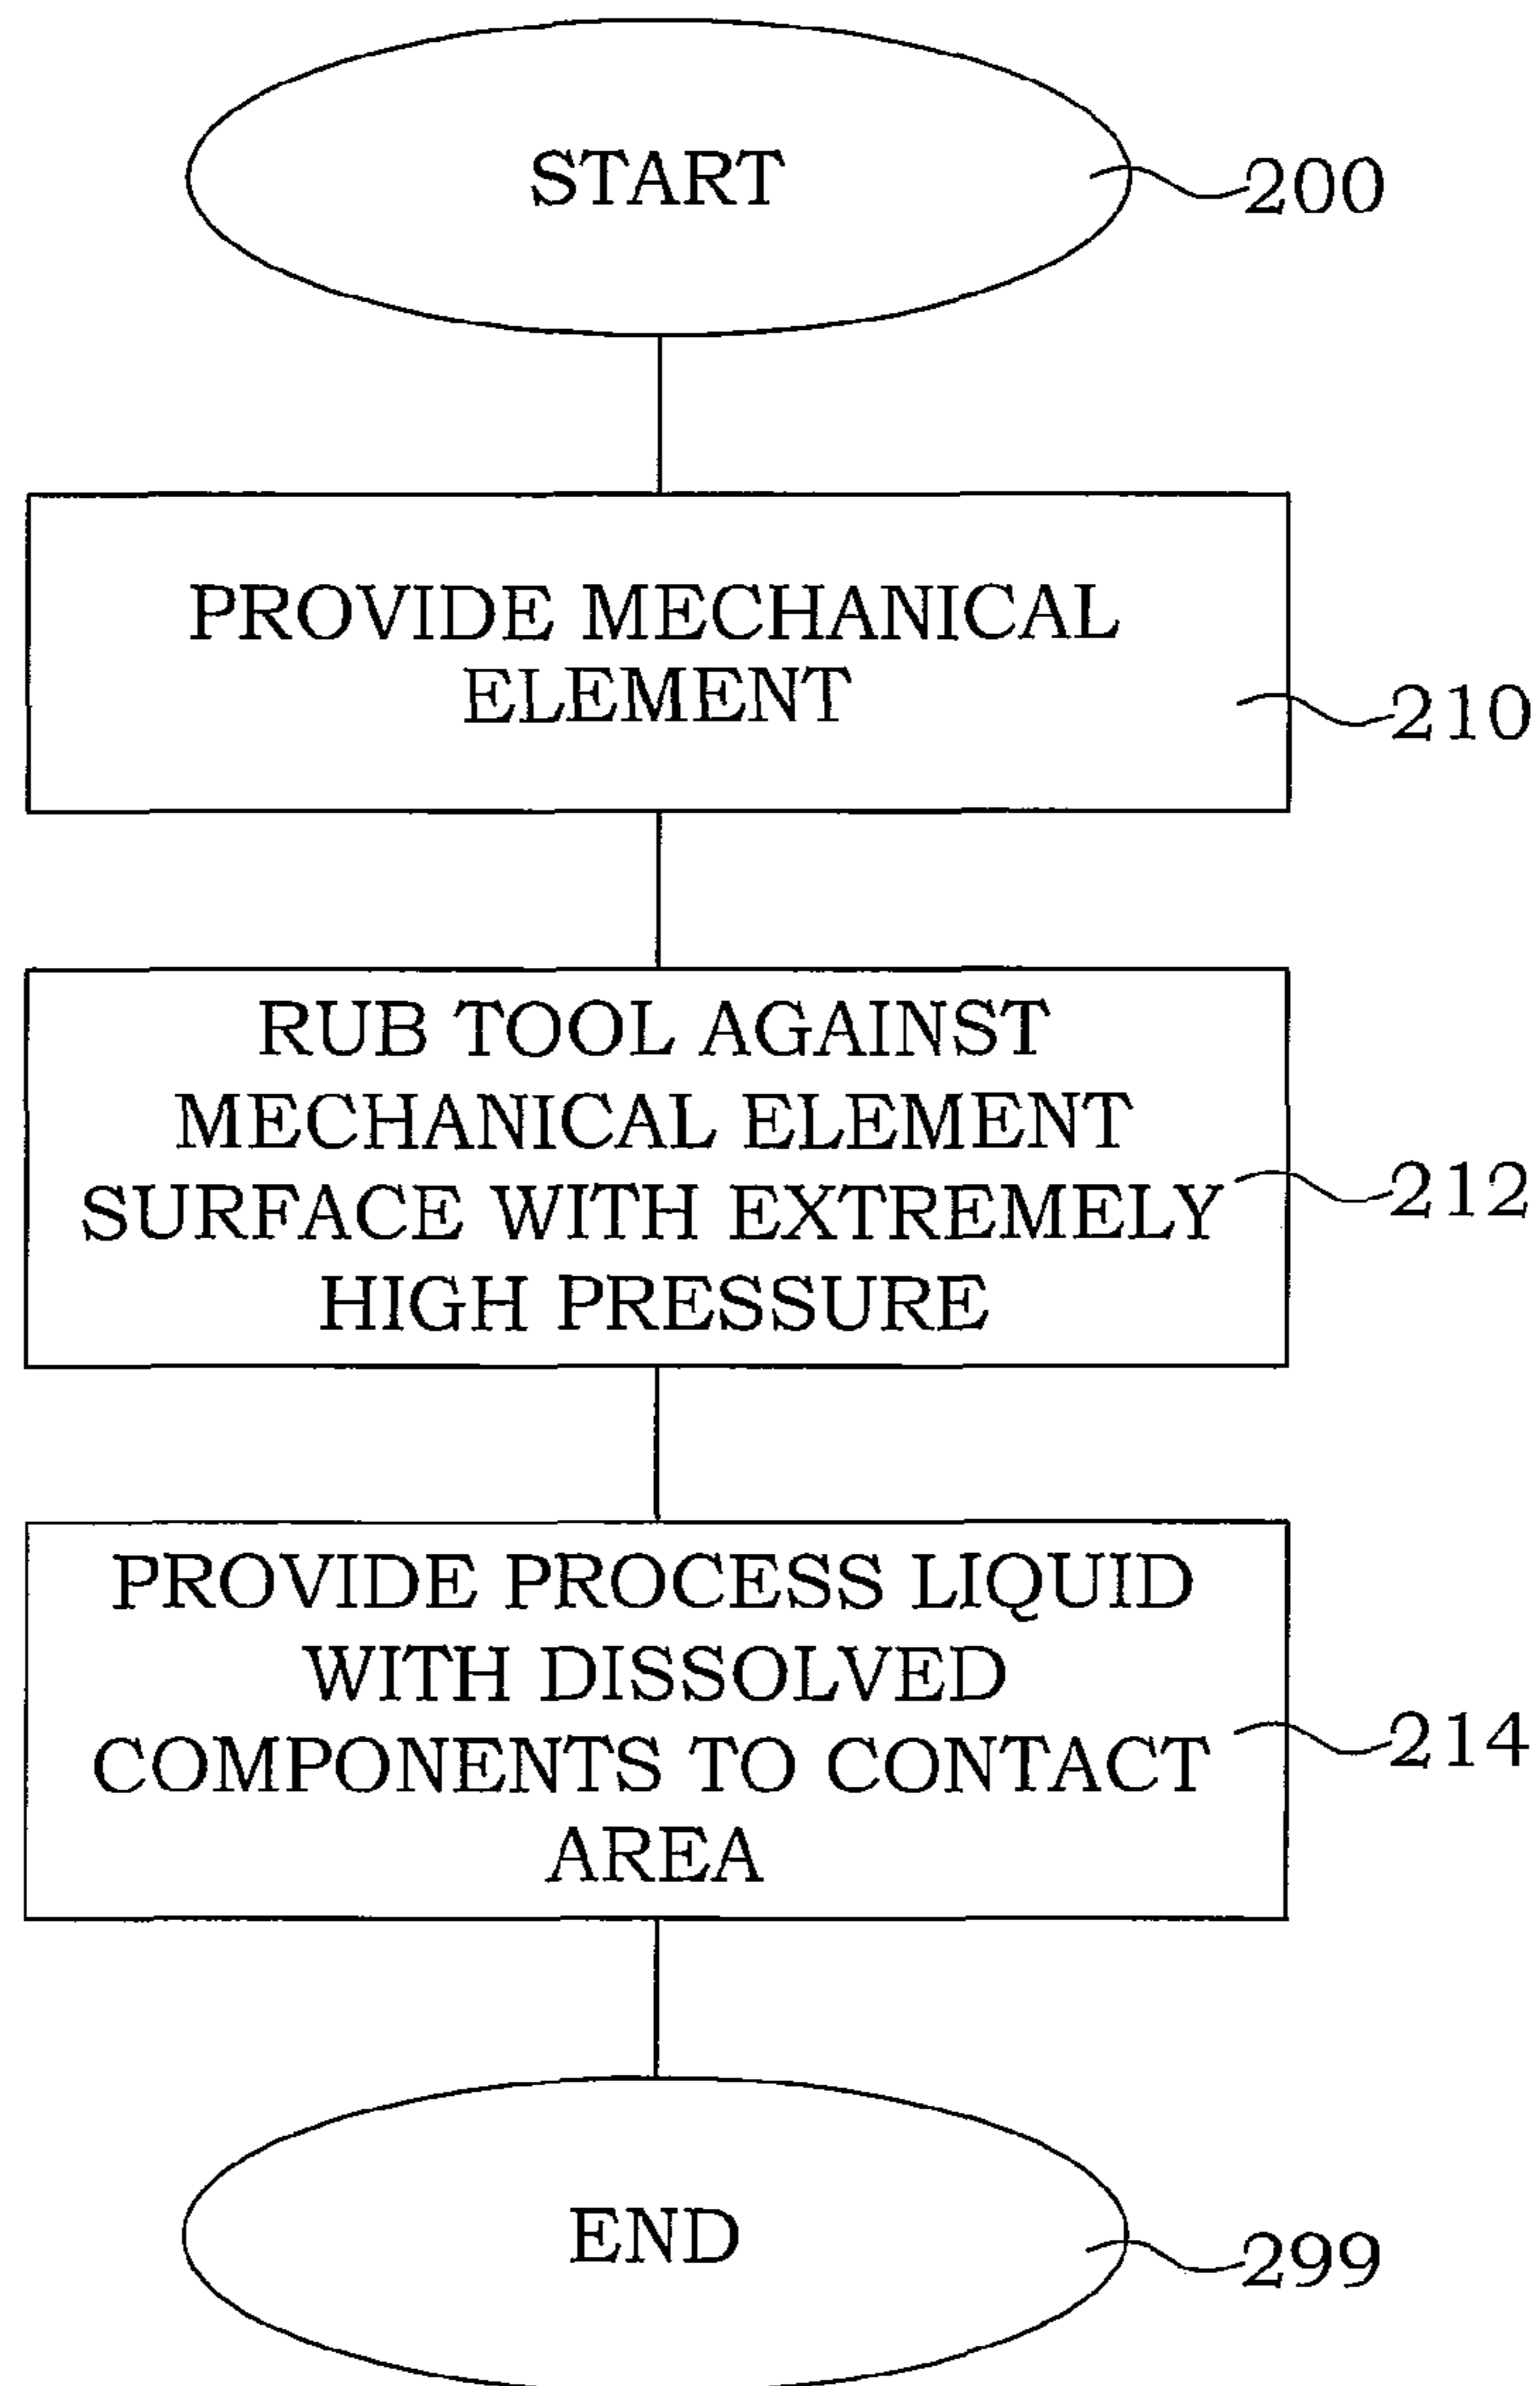 START
200
PROVIDE MECHANICAL
ELEMENT
210
RUB TOOL AGAINST
MECHANICAL ELEMENT
SURFACE WITH EXTREMELY
HIGH PRESSURE
212
PROVIDE PROCESS LIQUID
WITH DISSOLVED
COMPONENTS TO CONTACT
AREA
214
END
299